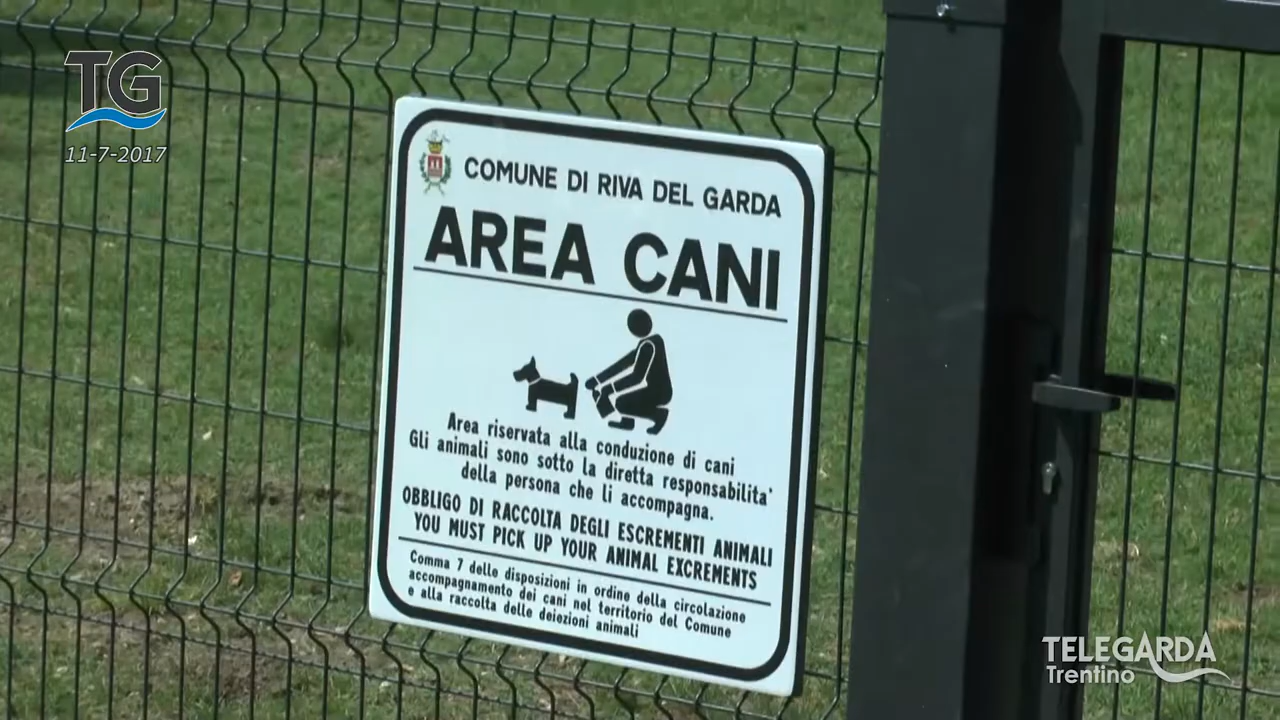 TG
11-7-2017
COMUNE DI RIVA DEL GARDA
AREA CANI
Area riservata alla conduzione di cani
Gli animali sono sotto la diretta responsabilita'
della persona che li accompagna.
OBBLIGO DI RACCOLTA DEGLI ESCREMENTI ANIMALI
YOU MUST PICK UP YOUR ANIMAL EXCREMENTS
Comma 7 delle disposizioni in ordine della circolazione
accompagnamento dei cani nel territorio del Comune
e alla raccolta delle deiezioni animali
TELEGARDA
Trentino